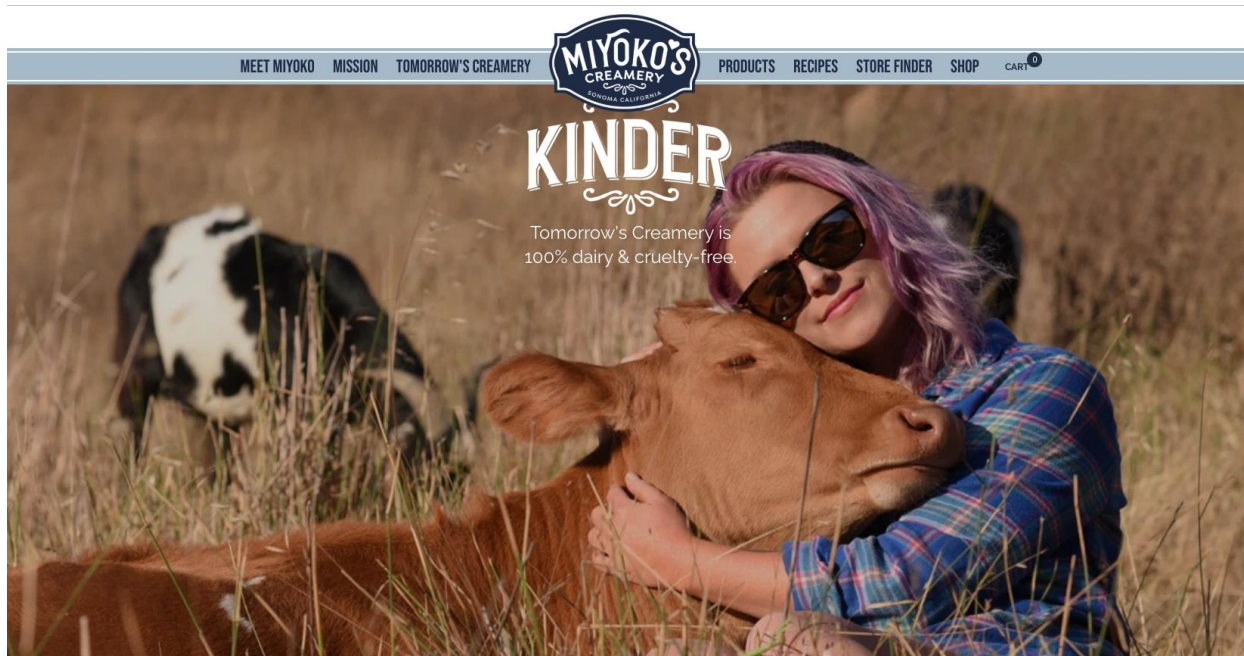 MEET MIYOKO
MISSION
TOMORROW'S CREAMERY
MIYOKO'S
CREAMERY
SONOMA CALIFORNIA
PRODUCTS
RECIPES
STORE FINDER
SHOP
CART
0
KINDER
Tomorrow's Creamery is
100% dairy & cruelty-free.